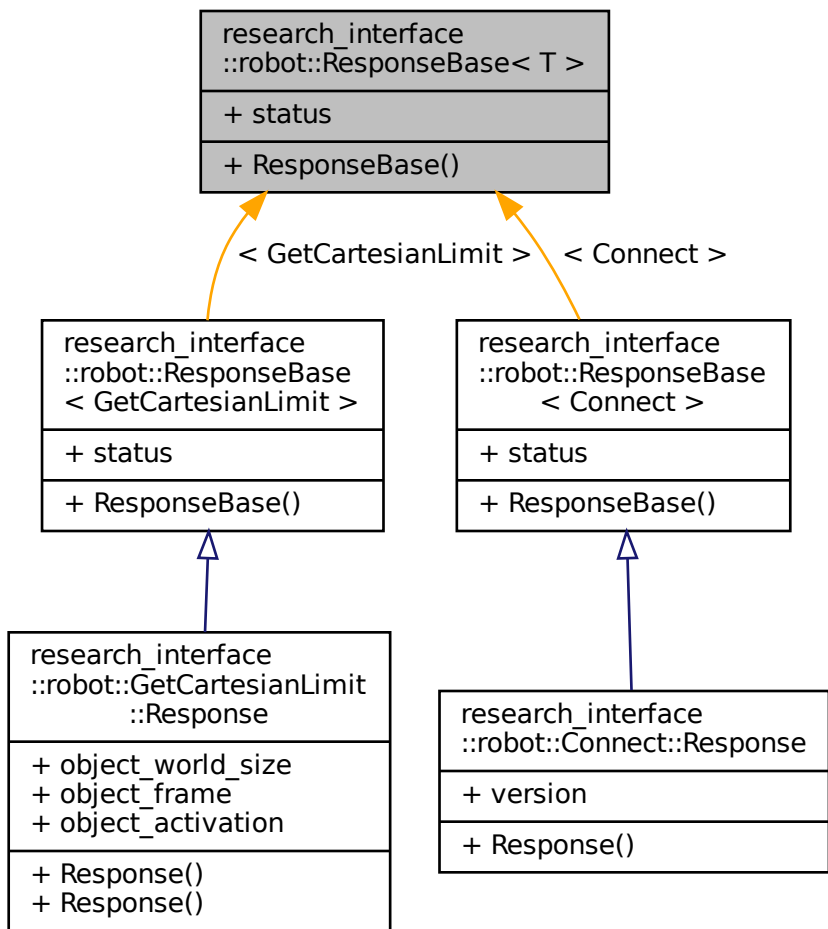 research_interface
::robot::ResponseBase< T >
+ status
+ ResponseBase()
< GetCartesianLimit >
< Connect >
research_interface
::robot::ResponseBase
< GetCartesianLimit >
+ status
+ ResponseBase()
research_interface
::robot::ResponseBase
< Connect >
+ status
+ ResponseBase()
research_interface
::robot::GetCartesianLimit
::Response
+ object_world_size
+ object_frame
+ object_activation
+ Response()
+ Response()
research_interface
::robot::Connect::Response
+ version
+ Response()